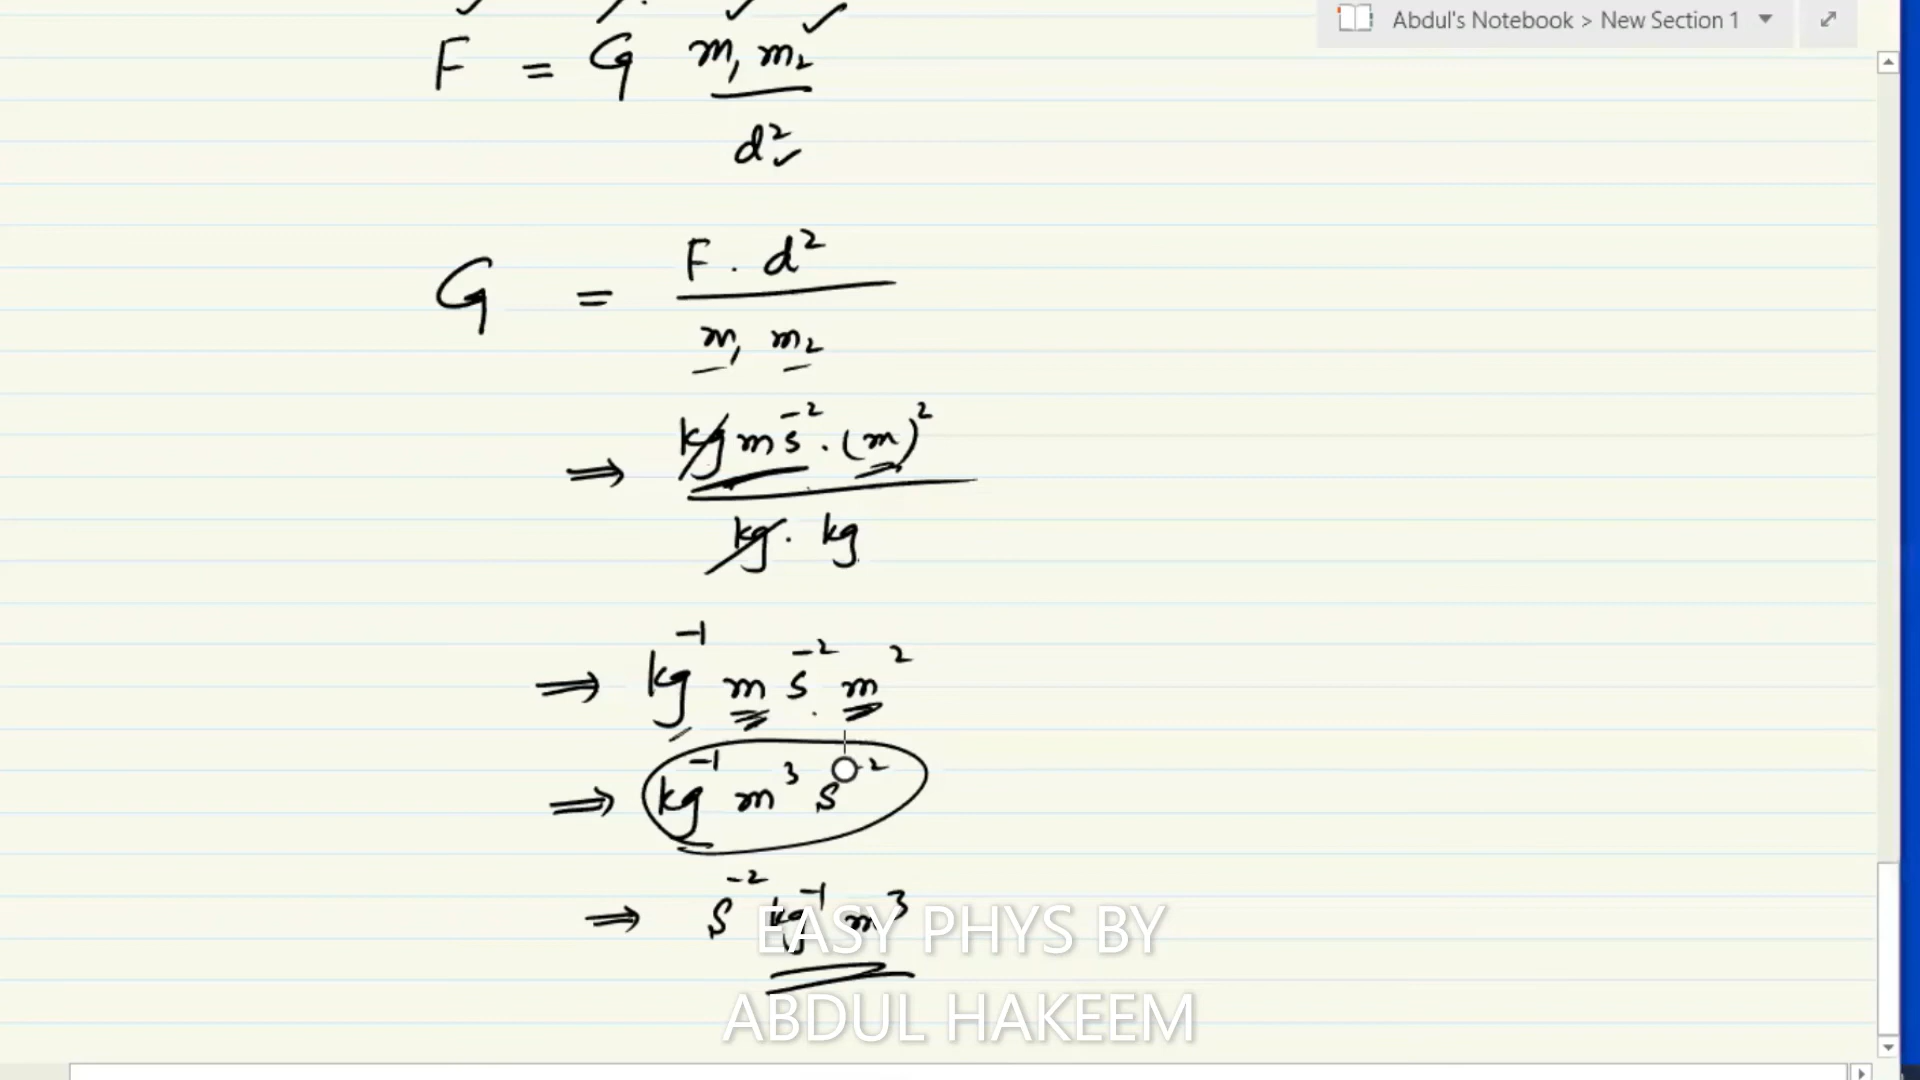 Abdul's Notebook > New Section 1
F = G m₁ m₂
d²
G = F . d²
m₁ m₂
⇒ kg m s⁻² . (m)²
kg . kg
⇒ kg⁻¹ m s⁻² . m²
⇒ kg⁻¹ m³ s⁻²
⇒ s⁻² kg⁻¹ m³
EASY PHYS BY
ABDUL HAKEEM